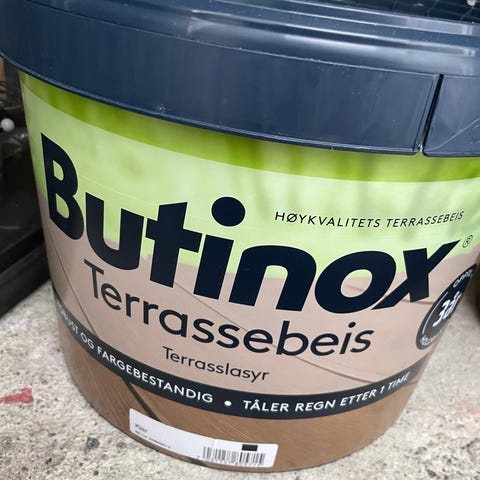 HØYKVALITETS TERRASSEBEIS
Butinox®
Terrassebeis
Terrasslasyr
OG FARGEBESTANDIG • TÅLER REGN ETTER 1 TIME